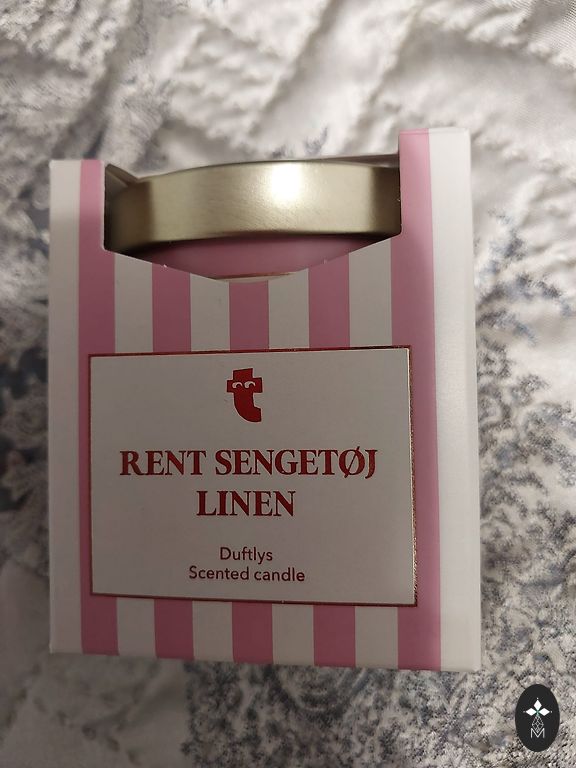 RENT SENGETØJ
LINEN
Duftlys
Scented candle